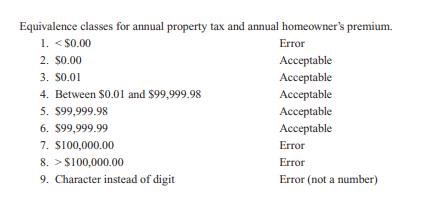 Equivalence classes for annual property tax and annual homeowner's premium.
1. < $0.00 Error
2. $0.00 Acceptable
3. $0.01 Acceptable
4. Between $0.01 and $99,999.98 Acceptable
5. $99,999.98 Acceptable
6. $99,999.99 Acceptable
7. $100,000.00 Error
8. > $100,000.00 Error
9. Character instead of digit Error (not a number)